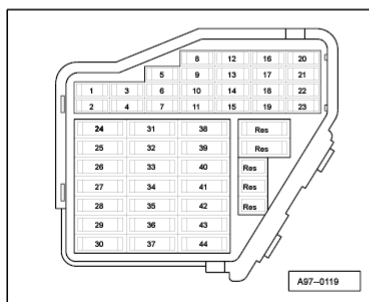 8 12 16 20
5 9 13 17 21
1 3 6 10 14 18 22
2 4 7 11 15 19 23
24 31 38 Res
25 32 39 Res
26 33 40 Res
27 34 41 Res
28 35 42 Res
29 36 43
30 37 44
A97--0119